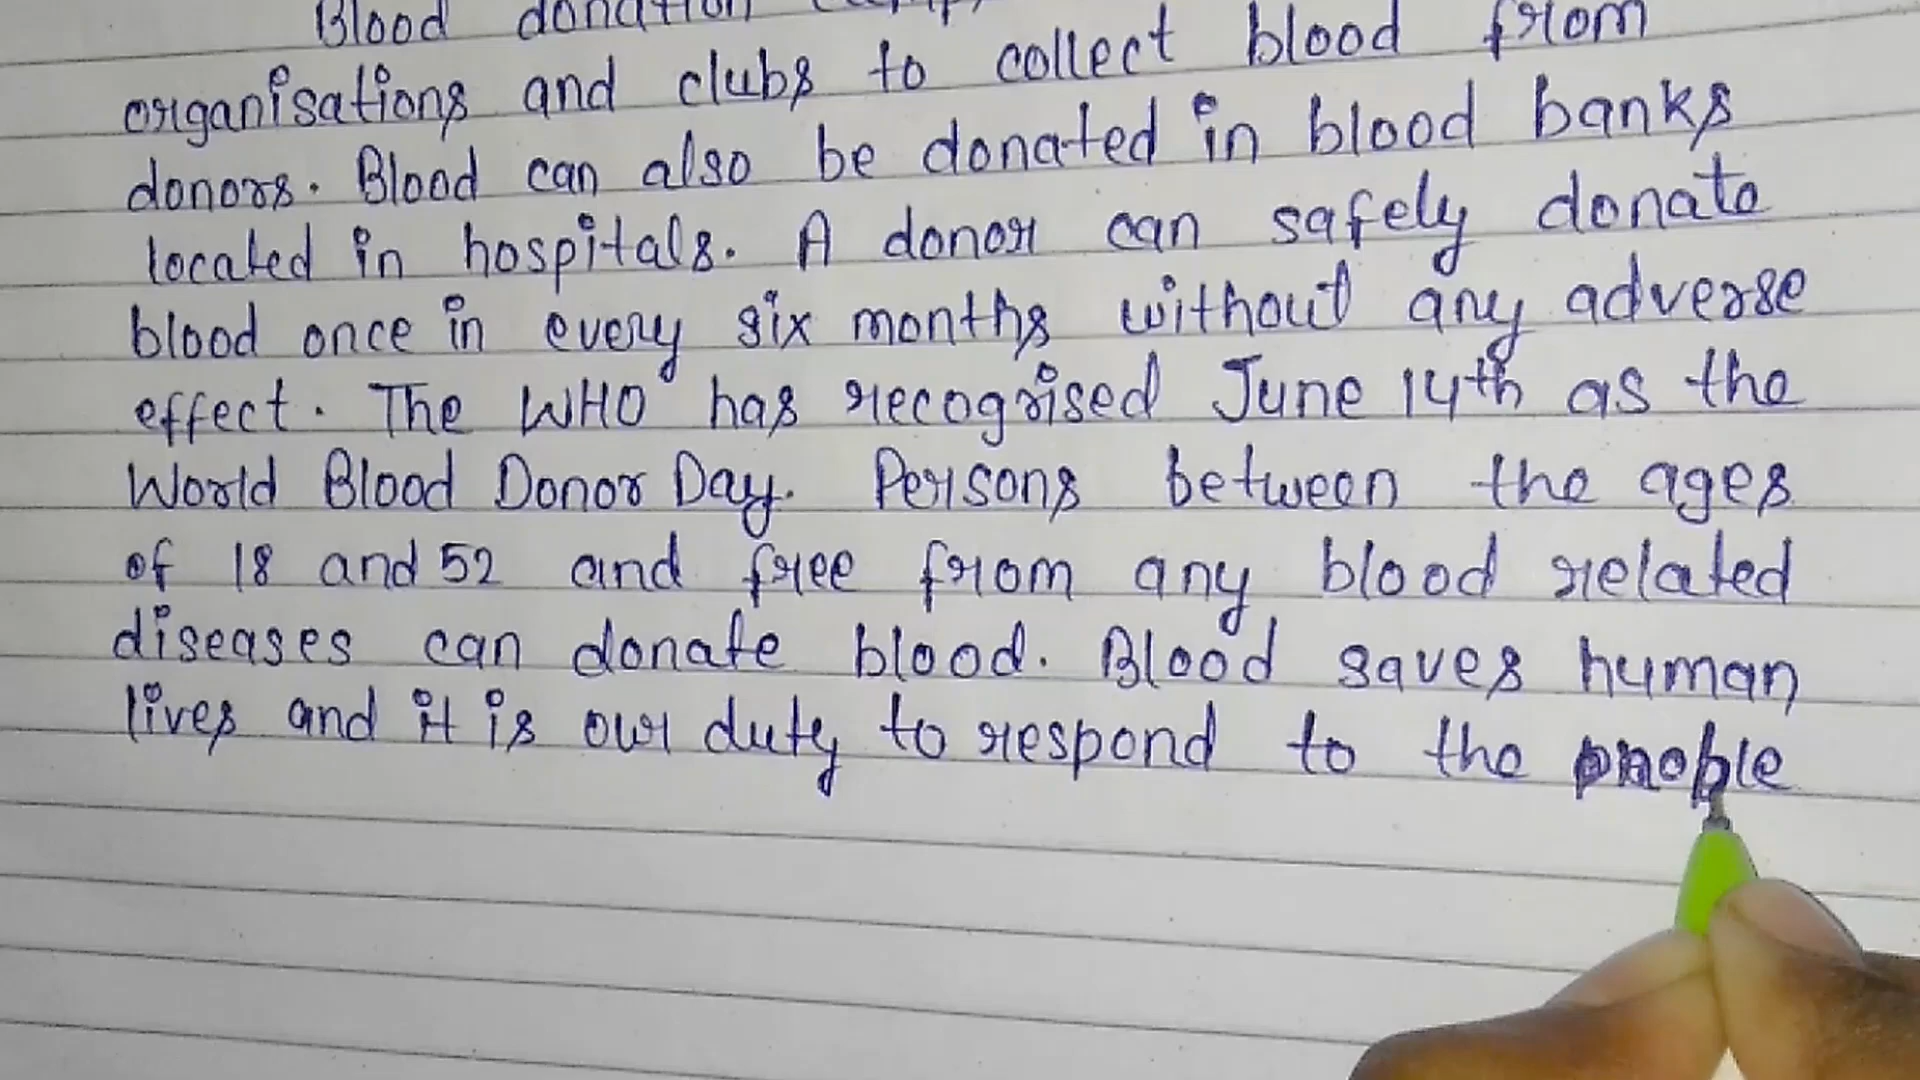 Blood donation
organisations and clubs to collect blood from
donors. Blood can also be donated in blood banks
located in hospitals. A donor can safely donate
blood once in every six months without any adverse
effect. The WHO has recognised June 14th as the
World Blood Donor Day. Persons between the ages
of 18 and 52 and free from any blood related
diseases can donate blood. Blood saves human
lives and it is our duty to respond to the